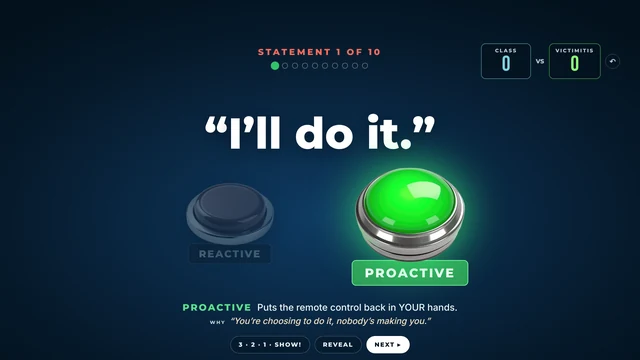 STATEMENT 1 OF 10
CLASS
0
VS
VICTIMITIS
0
↶
“I’ll do it.”
REACTIVE
PROACTIVE
PROACTIVE Puts the remote control back in YOUR hands.
WHY “You’re choosing to do it, nobody’s making you.”
3 · 2 · 1 · SHOW!
REVEAL
NEXT ▸